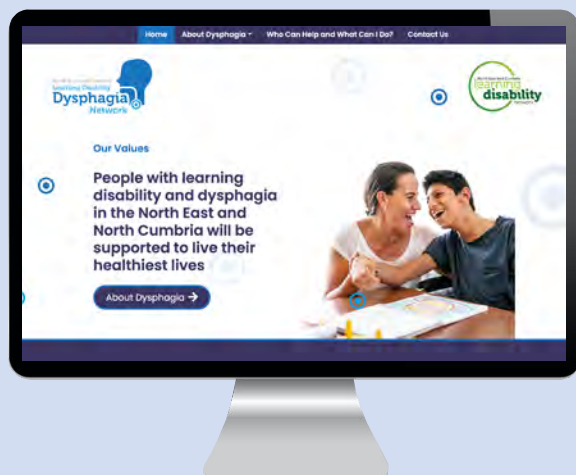 Home About Dysphagia Who Can Help and What Can I Do? Contact Us
Learning Disability
Dysphagia
Network
learning
disability
Our Values
People with learning
disability and dysphagia
in the North East and
North Cumbria will be
supported to live their
healthiest lives
About Dysphagia →